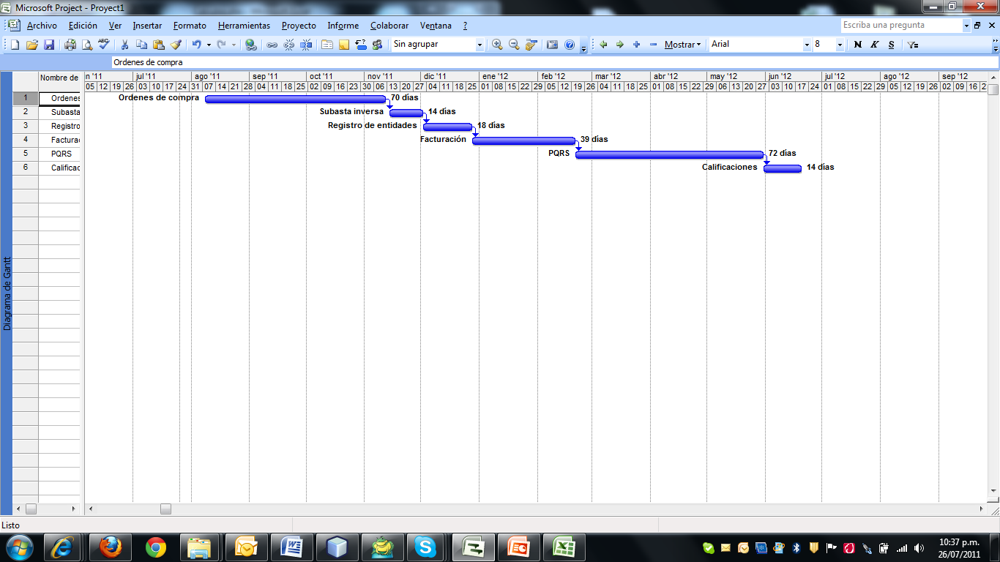 Microsoft Project - Proyect1
Archivo Edición Ver Insertar Formato Herramientas Proyecto Informe Colaborar Ventana ?
Escriba una pregunta
Sin agrupar
Mostrar
Arial
8
N K S
Ordenes de compra
Nombre de
n '11 jul '11 ago '11 sep '11 oct '11 nov '11 dic '11 ene '12 feb '12 mar '12 abr '12 may '12 jun '12 jul '12 ago '12 sep '12
05 12 19 26 03 10 17 24 31 07 14 21 28 04 11 18 25 02 09 16 23 30 06 13 20 27 04 11 18 25 01 08 15 22 29 05 12 19 26 04 11 18 25 01 08 15 22 29 06 13 20 27 03 10 17 24 01 08 15 22 29 05 12 19 26 02 09 16 2
1 Ordenes Ordenes de compra 70 días
2 Subasta Subasta inversa 14 días
3 Registro Registro de entidades 18 días
4 Facturac Facturación 39 días
5 PQRS PQRS 72 días
6 Calificac Calificaciones 14 días
Diagrama de Gantt
Listo
10:37 p.m.
26/07/2011